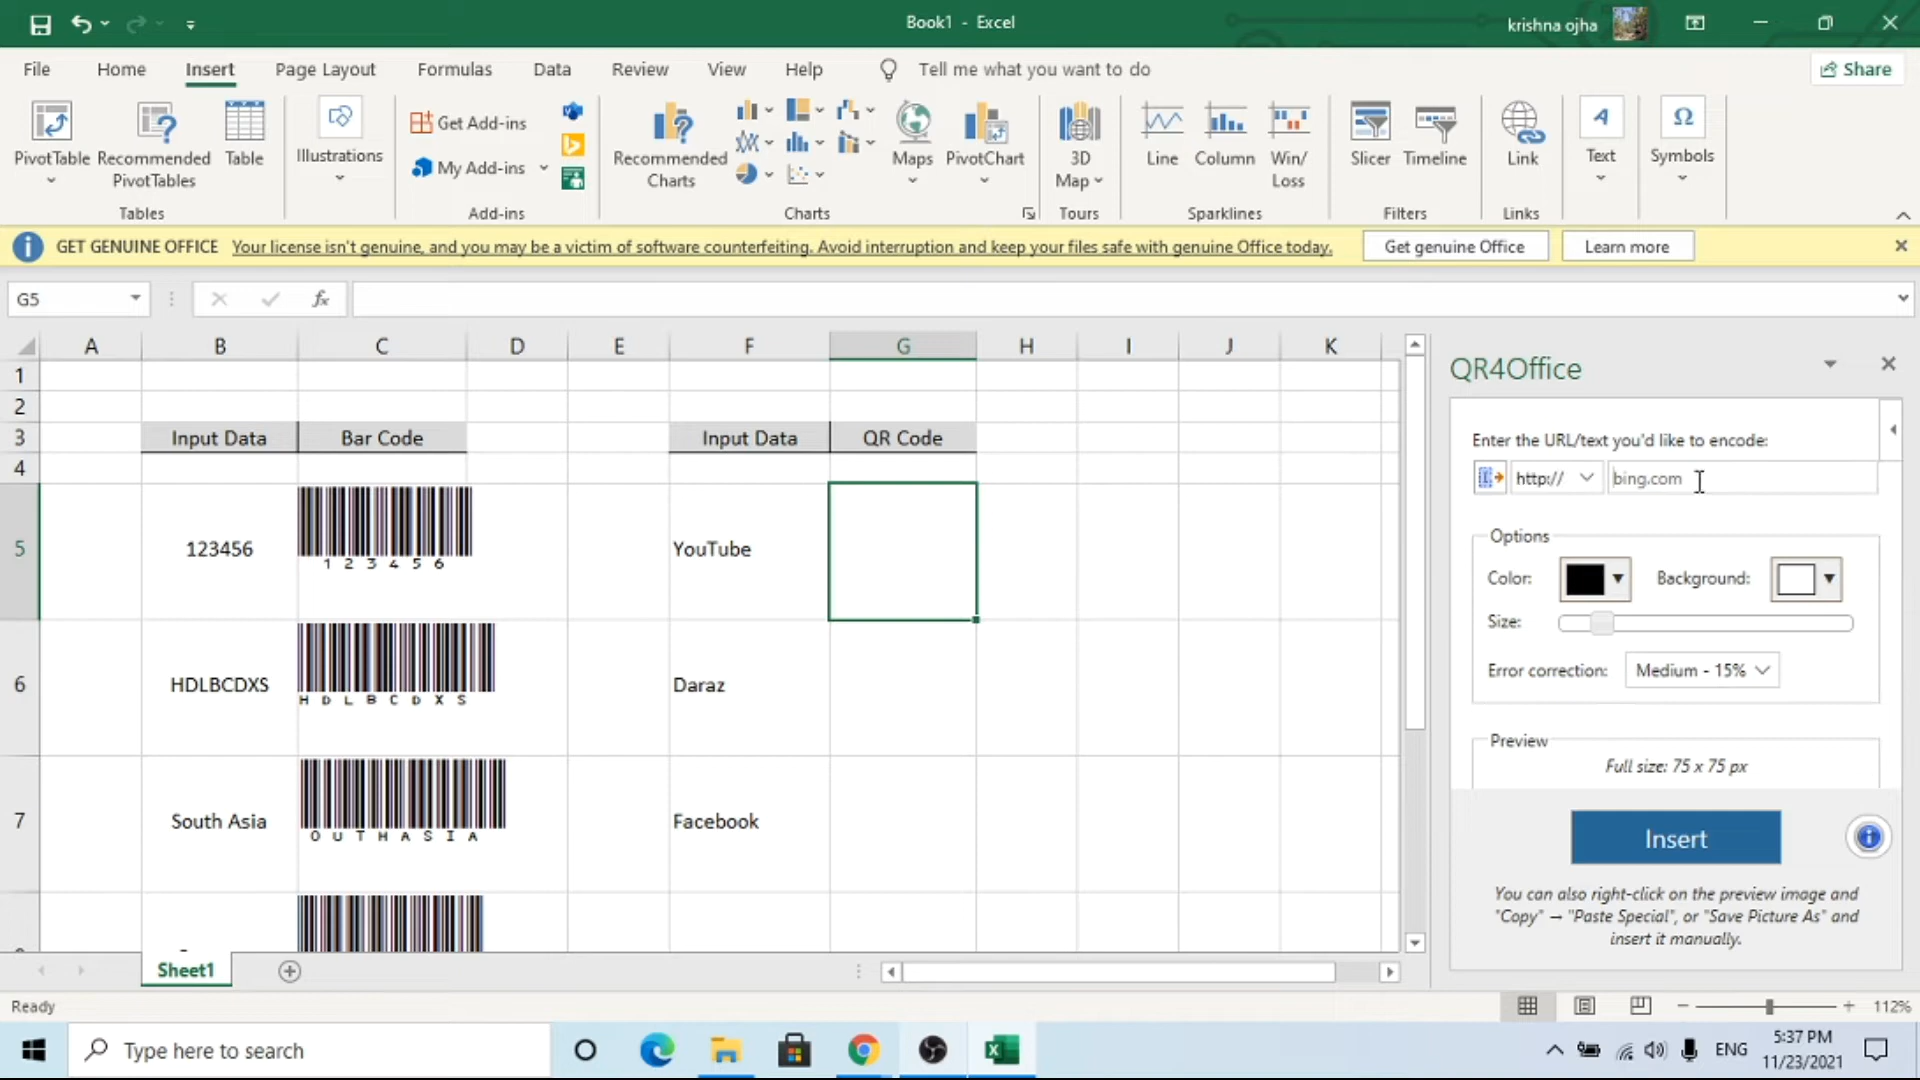 Book1 - Excel
krishna ojha
File Home Insert Page Layout Formulas Data Review View Help Tell me what you want to do Share
PivotTable
Recommended
PivotTables
Table
Illustrations
Get Add-ins
My Add-ins
Recommended
Charts
Maps
PivotChart
3D
Map
Line
Column
Win/
Loss
Slicer
Timeline
Link
Text
Symbols
Tables
Add-ins
Charts
Tours
Sparklines
Filters
Links
GET GENUINE OFFICE Your license isn't genuine, and you may be a victim of software counterfeiting. Avoid interruption and keep your files safe with genuine Office today. Get genuine Office Learn more
G5 fx
A B C D E F G H I J K
1
2
3 Input Data Bar Code Input Data QR Code
4
5 123456 YouTube
1 2 3 4 5 6
6 HDLBCDXS Daraz
H D L B C D X S
7 South Asia Facebook
O U T H A S I A
QR4Office
Enter the URL/text you'd like to encode:
http:// bing.com
Options
Color: Background:
Size:
Error correction: Medium - 15%
Preview
Full size: 75 x 75 px
Insert
You can also right-click on the preview image and
"Copy" → "Paste Special", or "Save Picture As" and
insert it manually.
Sheet1
Ready
112%
Type here to search
ENG
5:37 PM
11/23/2021